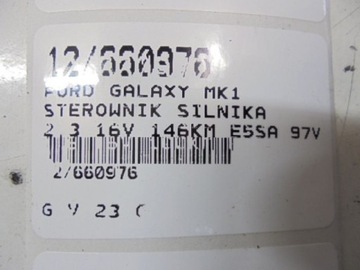 12/660976
FORD GALAXY MK1
STEROWNIK SILNIKA
2 3 16V 146KM E5SA 97V
2/660976
G V 23 C